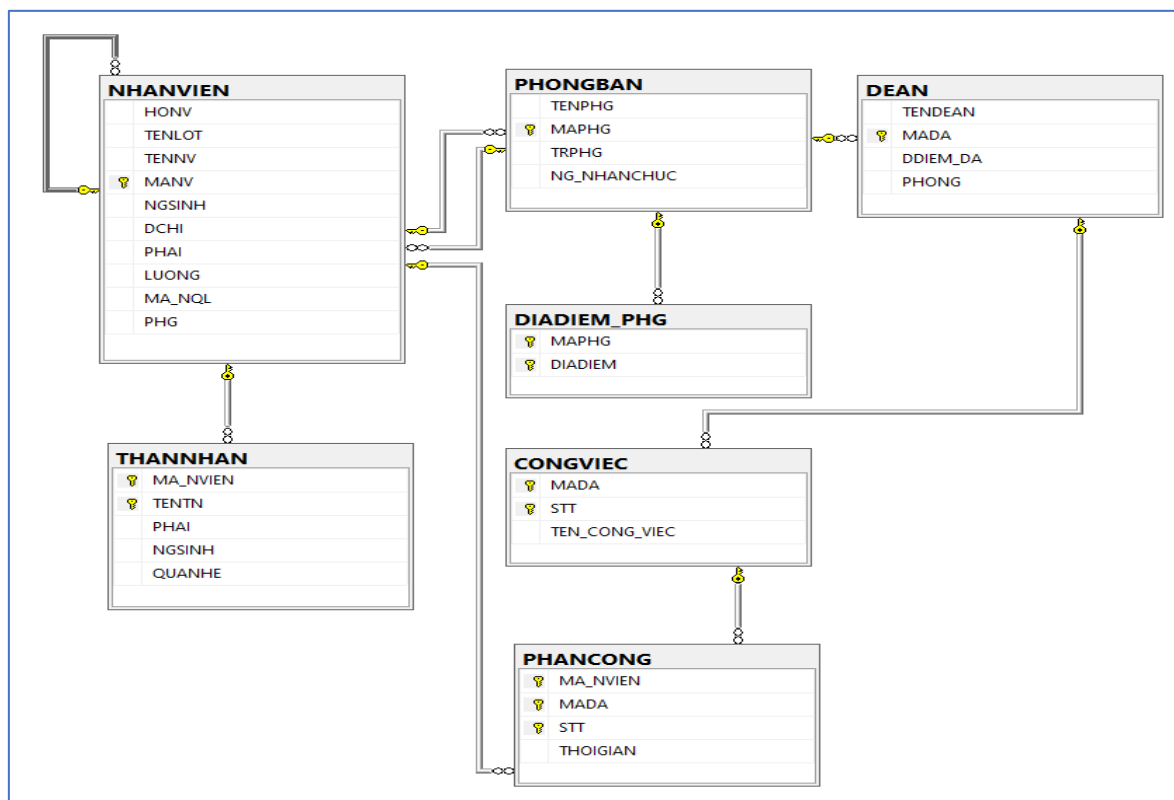 NHANVIEN
HONV
TENLOT
TENNV
MANV
NGSINH
DCHI
PHAI
LUONG
MA_NQL
PHG
PHONGBAN
TENPHG
MAPHG
TRPHG
NG_NHANCHUC
DEAN
TENDEAN
MADA
DDIEM_DA
PHONG
DIADIEM_PHG
MAPHG
DIADIEM
THANNHAN
MA_NVIEN
TENTN
PHAI
NGSINH
QUANHE
CONGVIEC
MADA
STT
TEN_CONG_VIEC
PHANCONG
MA_NVIEN
MADA
STT
THOIGIAN